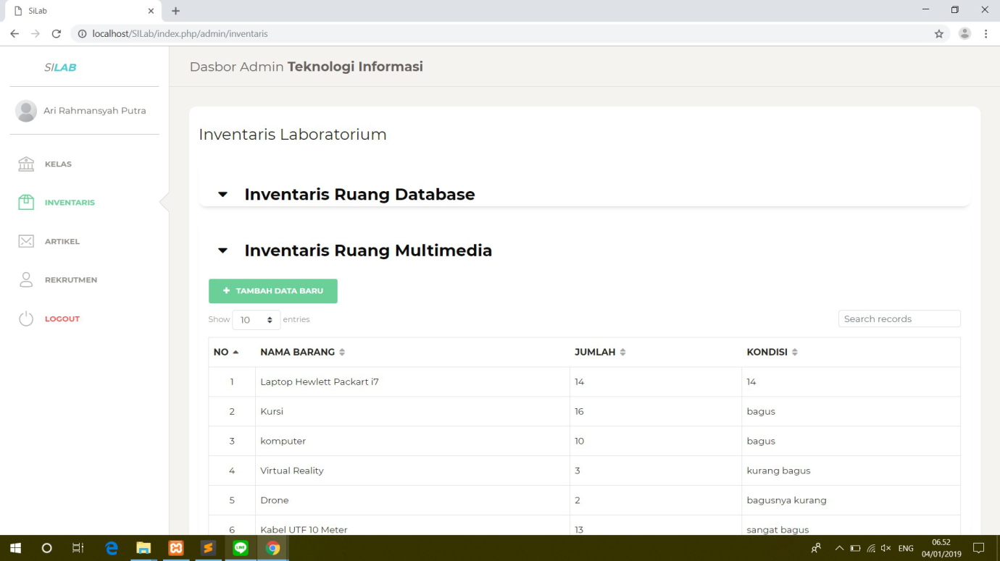 SiLab
localhost/SILab/index.php/admin/inventaris
SILAB
Dasbor Admin Teknologi Informasi
Ari Rahmansyah Putra
KELAS
INVENTARIS
ARTIKEL
REKRUTMEN
LOGOUT
Inventaris Laboratorium
Inventaris Ruang Database
Inventaris Ruang Multimedia
+ TAMBAH DATA BARU
Show 10 entries
Search records
NO NAMA BARANG JUMLAH KONDISI
1 Laptop Hewlett Packart i7 14 14
2 Kursi 16 bagus
3 komputer 10 bagus
4 Virtual Reality 3 kurang bagus
5 Drone 2 bagusnya kurang
6 Kabel UTF 10 Meter 13 sangat bagus
LINE
ENG
06.52
04/01/2019